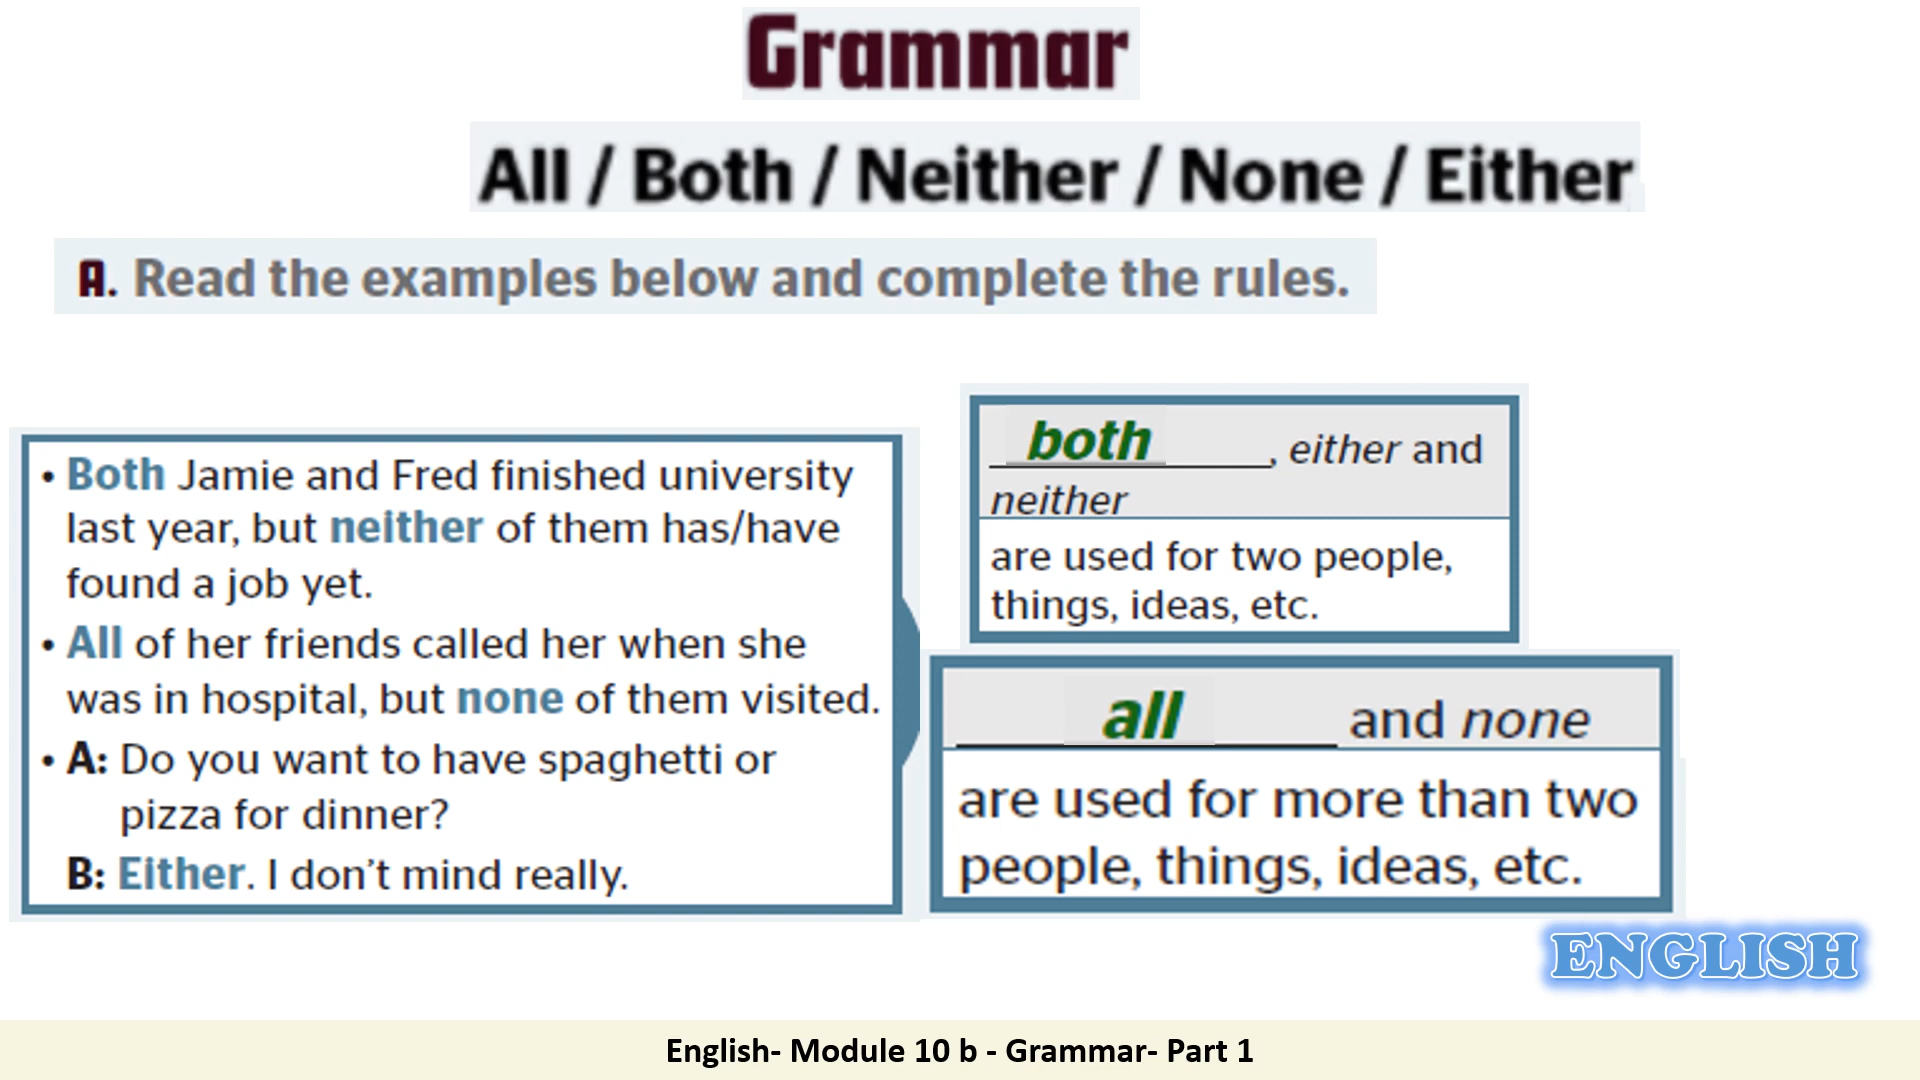 Grammar
All / Both / Neither / None / Either
A. Read the examples below and complete the rules.
• Both Jamie and Fred finished university
last year, but neither of them has/have
found a job yet.
• All of her friends called her when she
was in hospital, but none of them visited.
• A: Do you want to have spaghetti or
pizza for dinner?
B: Either. I don't mind really.
both, either and
neither
are used for two people,
things, ideas, etc.
all and none
are used for more than two
people, things, ideas, etc.
ENGLISH
English- Module 10 b - Grammar- Part 1